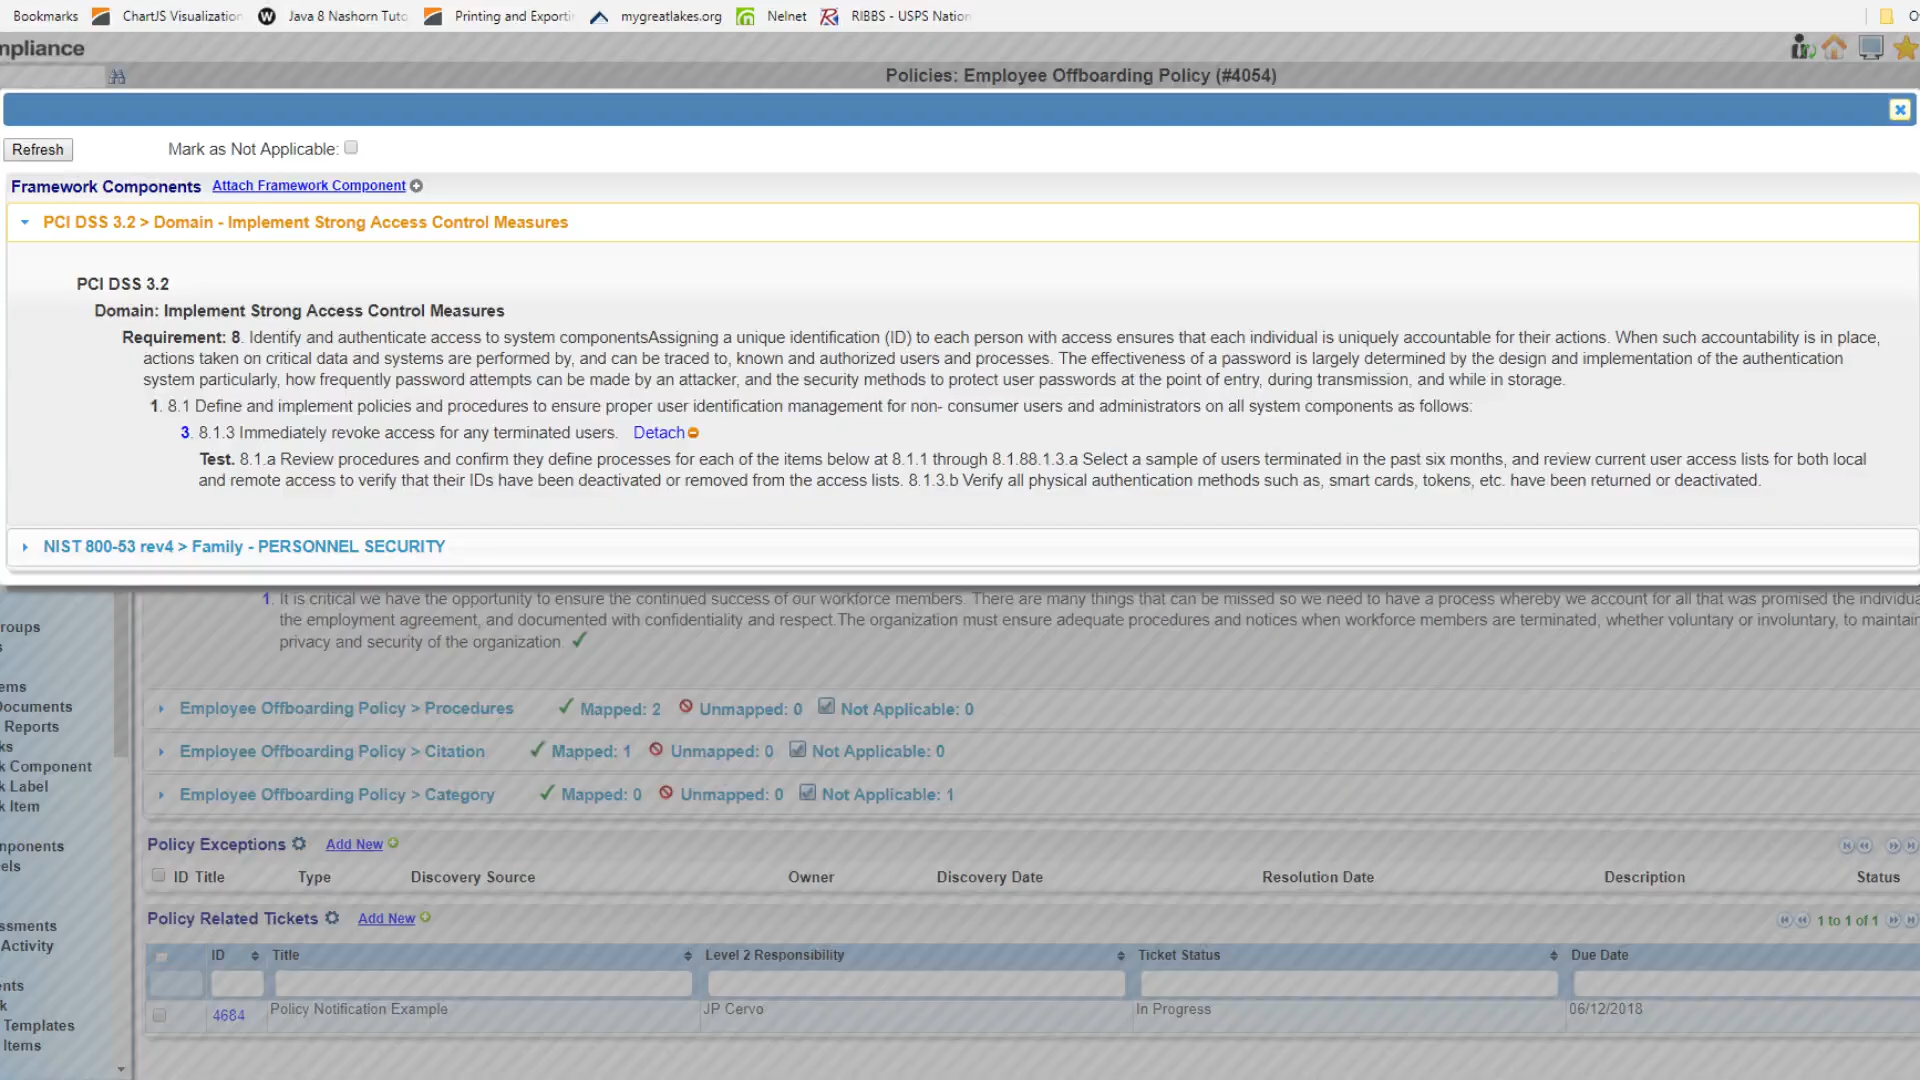 Bookmarks ChartJS Visualization Java 8 Nashorn Tuto Printing and Exporti mygreatlakes.org Nelnet RIBBS - USPS Nation O
mpliance
Policies: Employee Offboarding Policy (#4054)
Refresh Mark as Not Applicable:
Framework Components Attach Framework Component
PCI DSS 3.2 > Domain - Implement Strong Access Control Measures
PCI DSS 3.2
Domain: Implement Strong Access Control Measures
Requirement: 8. Identify and authenticate access to system componentsAssigning a unique identification (ID) to each person with access ensures that each individual is uniquely accountable for their actions. When such accountability is in place,
actions taken on critical data and systems are performed by, and can be traced to, known and authorized users and processes. The effectiveness of a password is largely determined by the design and implementation of the authentication
system particularly, how frequently password attempts can be made by an attacker, and the security methods to protect user passwords at the point of entry, during transmission, and while in storage.
1. 8.1 Define and implement policies and procedures to ensure proper user identification management for non- consumer users and administrators on all system components as follows:
3. 8.1.3 Immediately revoke access for any terminated users. Detach
Test. 8.1.a Review procedures and confirm they define processes for each of the items below at 8.1.1 through 8.1.88.1.3.a Select a sample of users terminated in the past six months, and review current user access lists for both local
and remote access to verify that their IDs have been deactivated or removed from the access lists. 8.1.3.b Verify all physical authentication methods such as, smart cards, tokens, etc. have been returned or deactivated.
NIST 800-53 rev4 > Family - PERSONNEL SECURITY
1. It is critical we have the opportunity to ensure the continued success of our workforce members. There are many things that can be missed so we need to have a process whereby we account for all that was promised the individua
the employment agreement, and documented with confidentiality and respect.The organization must ensure adequate procedures and notices when workforce members are terminated, whether voluntary or involuntary, to maintain
privacy and security of the organization.
roups
s
ems
Documents
Reports
ks
k Component
k Label
k Item
mponents
els
ssments
Activity
ents
k
Templates
Items
Employee Offboarding Policy > Procedures Mapped: 2 Unmapped: 0 Not Applicable: 0
Employee Offboarding Policy > Citation Mapped: 1 Unmapped: 0 Not Applicable: 0
Employee Offboarding Policy > Category Mapped: 0 Unmapped: 0 Not Applicable: 1
Policy Exceptions Add New
ID Title Type Discovery Source Owner Discovery Date Resolution Date Description Status
Policy Related Tickets Add New 1 to 1 of 1
ID Title Level 2 Responsibility Ticket Status Due Date
4684 Policy Notification Example JP Cervo In Progress 06/12/2018